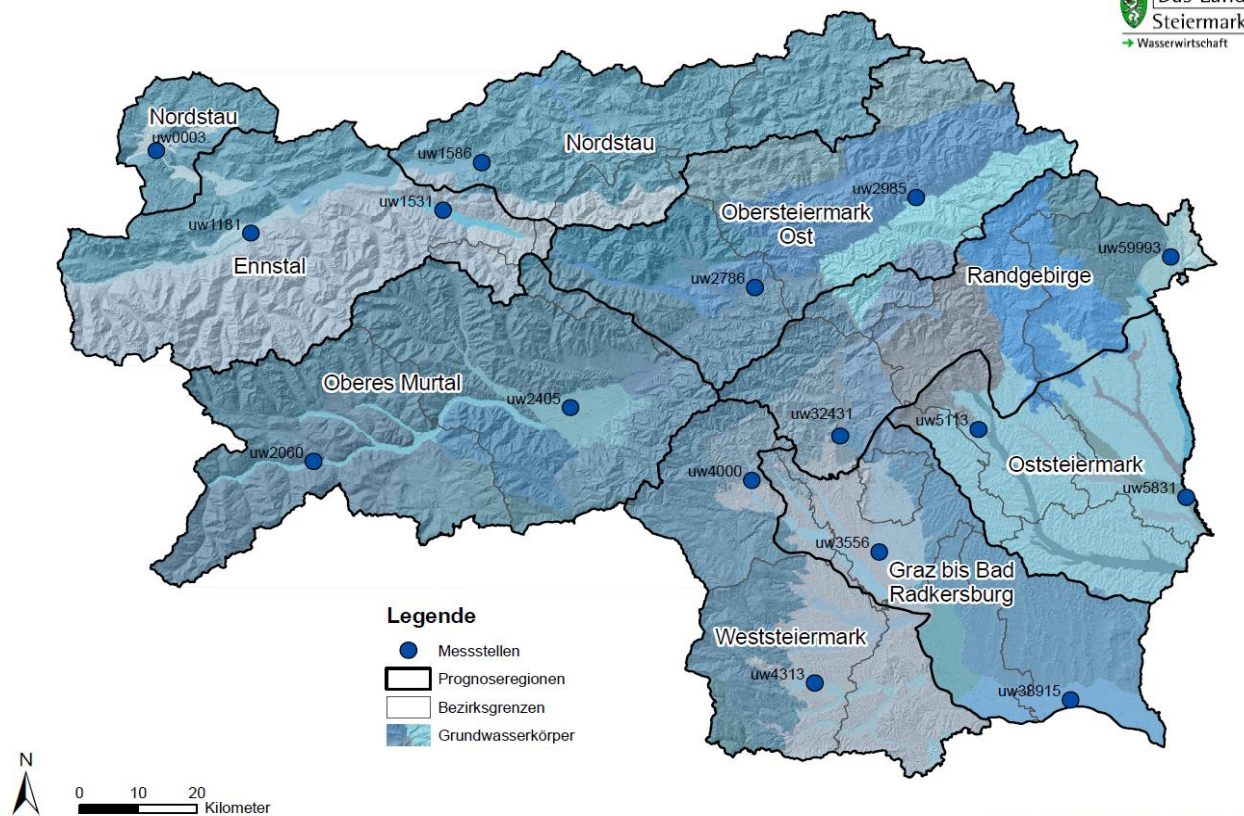 Das Land
Steiermark
→ Wasserwirtschaft
Nordstau
uw0003
uw1586
Nordstau
uw1181
uw1531
Ennstal
uw2985
Obersteiermark
Ost
uw2786
uw59993
Randgebirge
Oberes Murtal
uw2405
uw2060
uw32431
uw5113
uw4000
Oststeiermark
uw5831
uw3556
Graz bis Bad
Radkersburg
Weststeiermark
uw4313
uw38915
Legende
Messstellen
Prognoseregionen
Bezirksgrenzen
Grundwasserkörper
N
0 10 20
Kilometer